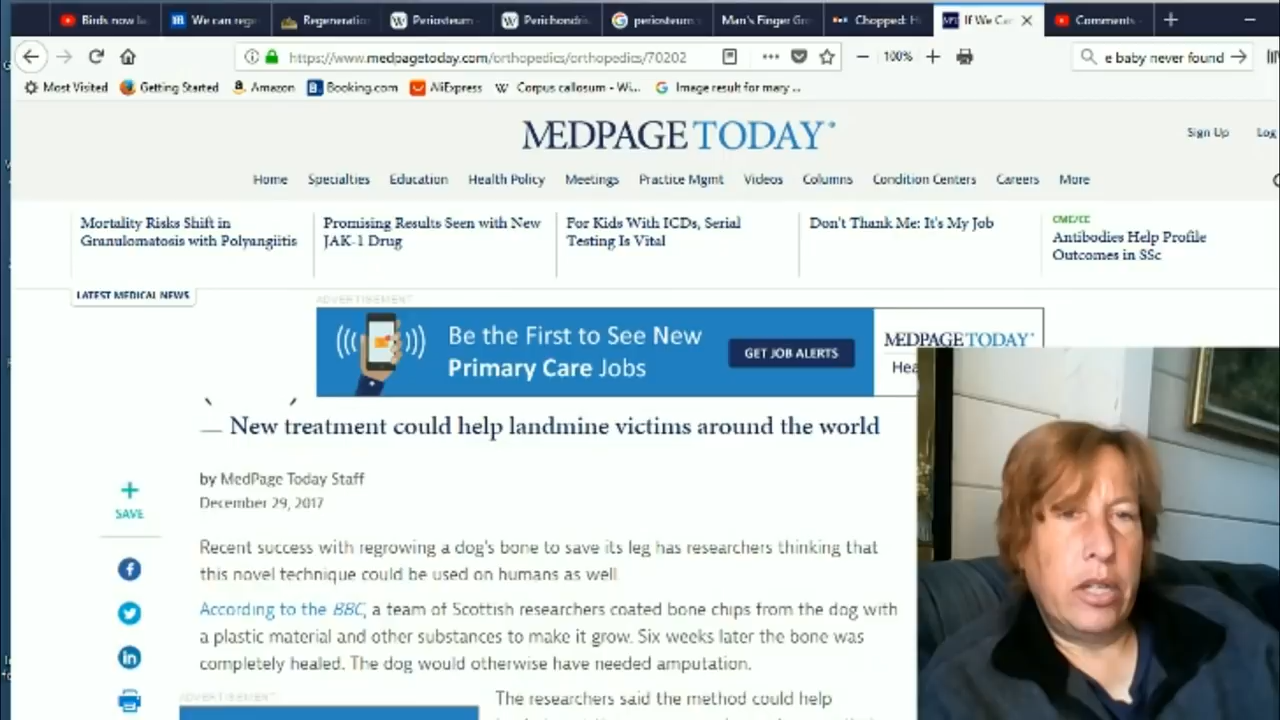 Birds now la
We can regr
Regeneratio
Periosteum
Perichondri
periosteum
Man's Finger Gr
Chopped: H
If We Can
Comments
https://www.medpagetoday.com/orthopedics/orthopedics/70202
100%
e baby never found
Most Visited
Getting Started
Amazon
Booking.com
AliExpress
Corpus callosum - Wi...
Image result for mary ...
MEDPAGE TODAY
Sign Up
Log
Home
Specialties
Education
Health Policy
Meetings
Practice Mgmt
Videos
Columns
Condition Centers
Careers
More
Mortality Risks Shift in
Granulomatosis with Polyangiitis
Promising Results Seen with New
JAK-1 Drug
For Kids With ICDs, Serial
Testing Is Vital
Don't Thank Me: It's My Job
CME/CE
Antibodies Help Profile
Outcomes in SSc
LATEST MEDICAL NEWS
ADVERTISEMENT
Be the First to See New
Primary Care Jobs
GET JOB ALERTS
MEDPAGE TODAY
Hea
— New treatment could help landmine victims around the world
by MedPage Today Staff
December 29, 2017
SAVE
Recent success with regrowing a dog's bone to save its leg has researchers thinking that
this novel technique could be used on humans as well
According to the BBC, a team of Scottish researchers coated bone chips from the dog with
a plastic material and other substances to make it grow. Six weeks later the bone was
completely healed. The dog would otherwise have needed amputation.
ADVERTISEMENT
The researchers said the method could help